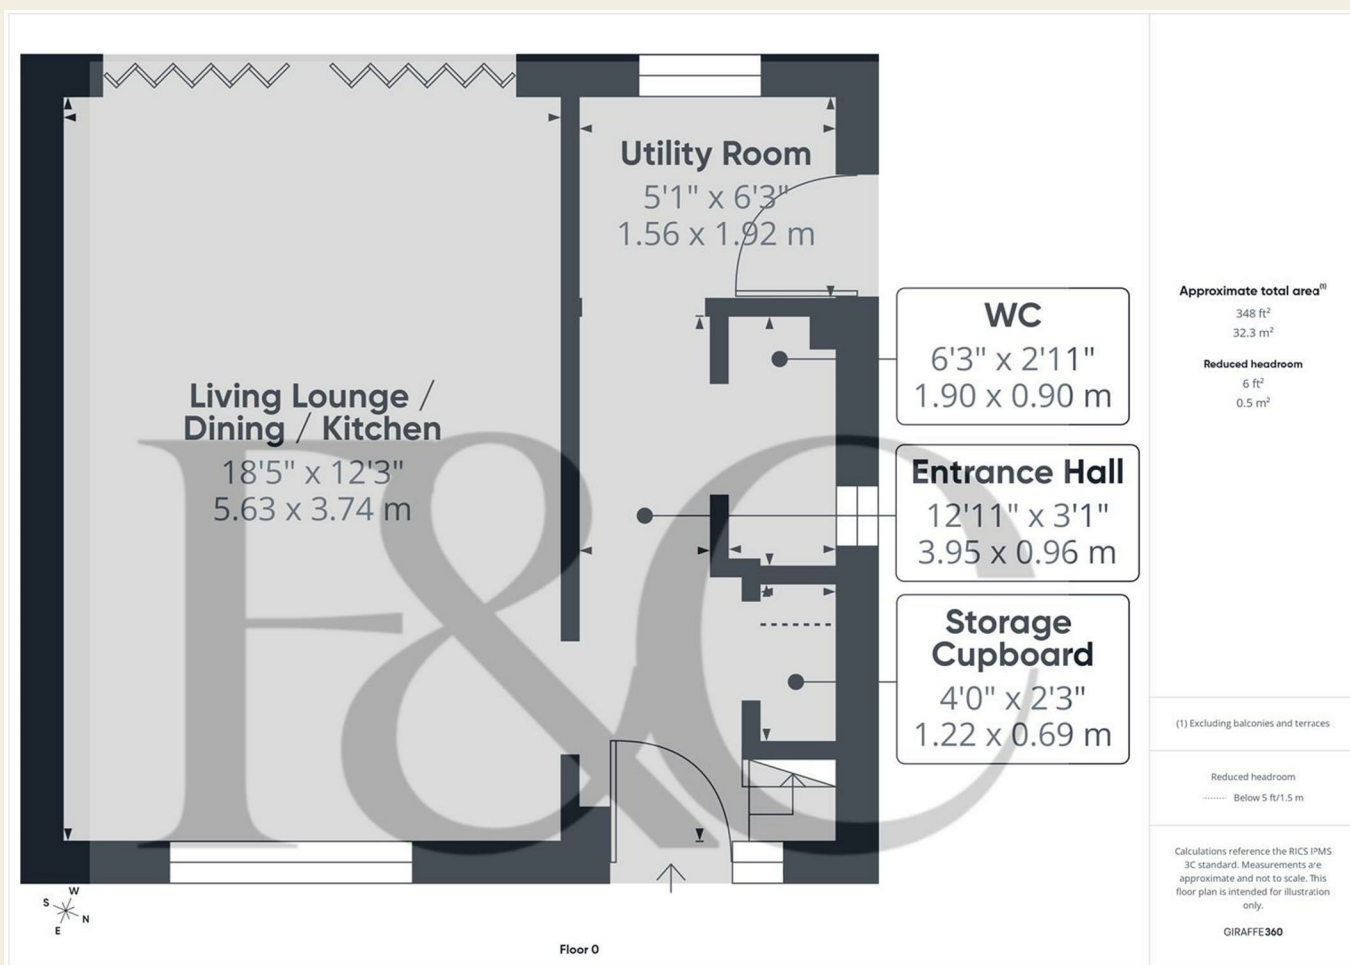 Utility Room
5'1" x 6'3"
1.56 x 1.92 m
WC
6'3" x 2'11"
1.90 x 0.90 m
Living Lounge /
Dining / Kitchen
18'5" x 12'3"
5.63 x 3.74 m
Entrance Hall
12'11" x 3'1"
3.95 x 0.96 m
Storage
Cupboard
4'0" x 2'3"
1.22 x 0.69 m
F&C
W
S
N
E
Floor 0
Approximate total area(1)
348 ft²
32.3 m²
Reduced headroom
6 ft²
0.5 m²
(1) Excluding balconies and terraces
Reduced headroom
Below 5 ft/1.5 m
Calculations reference the RICS IPMS
3C standard. Measurements are
approximate and not to scale. This
floor plan is intended for illustration
only.
GIRAFFE360